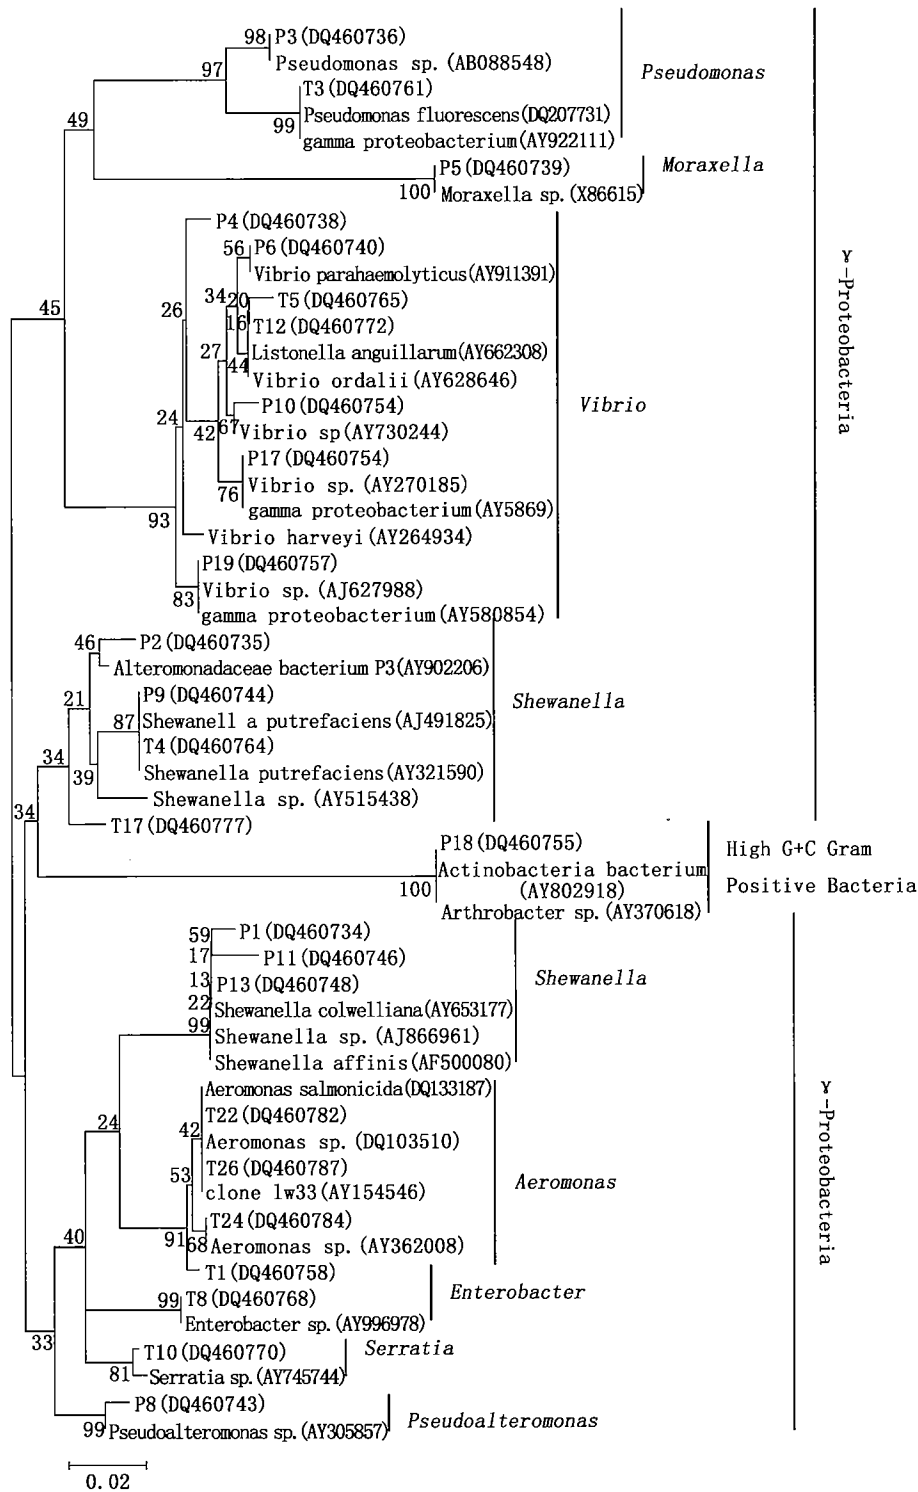 98 P3(DQ460736)
97 Pseudomonas sp.(AB088548) Pseudomonas
T3(DQ460761)
49 99 Pseudomonas fluorescens(DQ207731)
gamma proteobacterium(AY922111)
P5(DQ460739) Moraxella
100 Moraxella sp.(X86615)
P4(DQ460738)
56 P6(DQ460740)
Vibrio parahaemolyticus(AY911391)
45 26 34 20 T5(DQ460765)
16 T12(DQ460772)
27 44 Listonella anguillarum(AY662308)
Vibrio ordalii(AY628646)
24 P10(DQ460754) Vibrio
42 67 Vibrio sp(AY730244)
P17(DQ460754)
76 Vibrio sp.(AY270185)
93 gamma proteobacterium(AY5869)
Vibrio harveyi(AY264934)
P19(DQ460757)
83 Vibrio sp.(AJ627988)
gamma proteobacterium(AY580854)
γ-Proteobacteria
46 P2(DQ460735)
Alteromonadaceae bacterium P3(AY902206)
21 P9(DQ460744) Shewanella
87 Shewanell a putrefaciens(AJ491825)
34 T4(DQ460764)
39 Shewanella putrefaciens(AY321590)
Shewanella sp.(AY515438)
34 T17(DQ460777)
P18(DQ460755) High G+C Gram
Actinobacteria bacterium
100 (AY802918) Positive Bacteria
Arthrobacter sp.(AY370618)
59 P1(DQ460734)
17 P11(DQ460746)
13 P13(DQ460748) Shewanella
22 Shewanella colwelliana(AY653177)
99 Shewanella sp.(AJ866961)
Shewanella affinis(AF500080)
Aeromonas salmonicida(DQ133187)
24 42 T22(DQ460782)
Aeromonas sp.(DQ103510)
53 T26(DQ460787) Aeromonas
clone lw33(AY154546)
T24(DQ460784)
40 91 68 Aeromonas sp.(AY362008)
T1(DQ460758)
99 T8(DQ460768) Enterobacter
Enterobacter sp.(AY996978)
33 T10(DQ460770) Serratia
81 Serratia sp.(AY745744)
P8(DQ460743)
99 Pseudoalteromonas sp.(AY305857) Pseudoalteromonas
γ-Proteobacteria
0.02